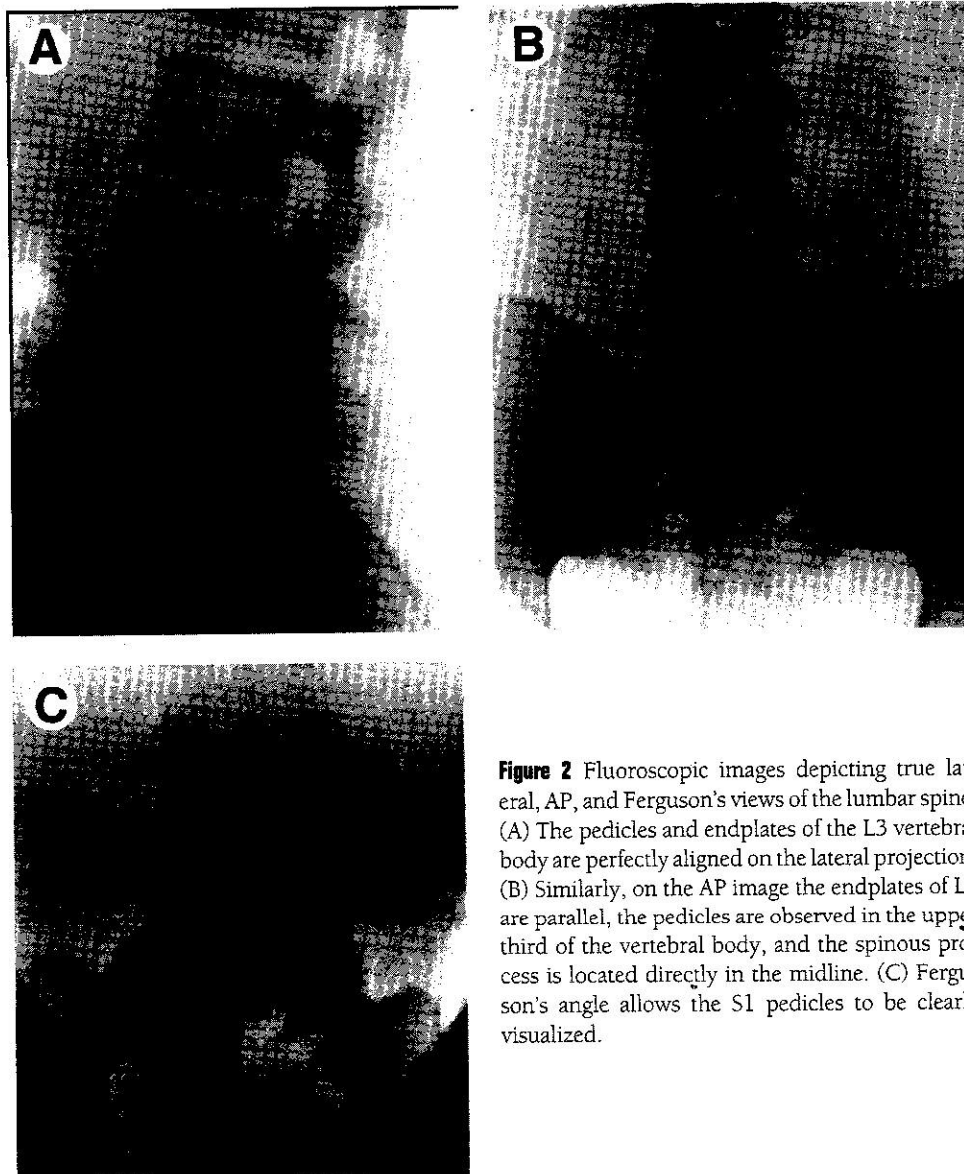 A
B
C
Figure 2 Fluoroscopic images depicting true lat-
eral, AP, and Ferguson's views of the lumbar spine
(A) The pedicles and endplates of the L3 vertebra
body are perfectly aligned on the lateral projection
(B) Similarly, on the AP image the endplates of L
are parallel, the pedicles are observed in the uppe
third of the vertebral body, and the spinous pro-
cess is located directly in the midline. (C) Fergu-
son's angle allows the S1 pedicles to be clearl
visualized.